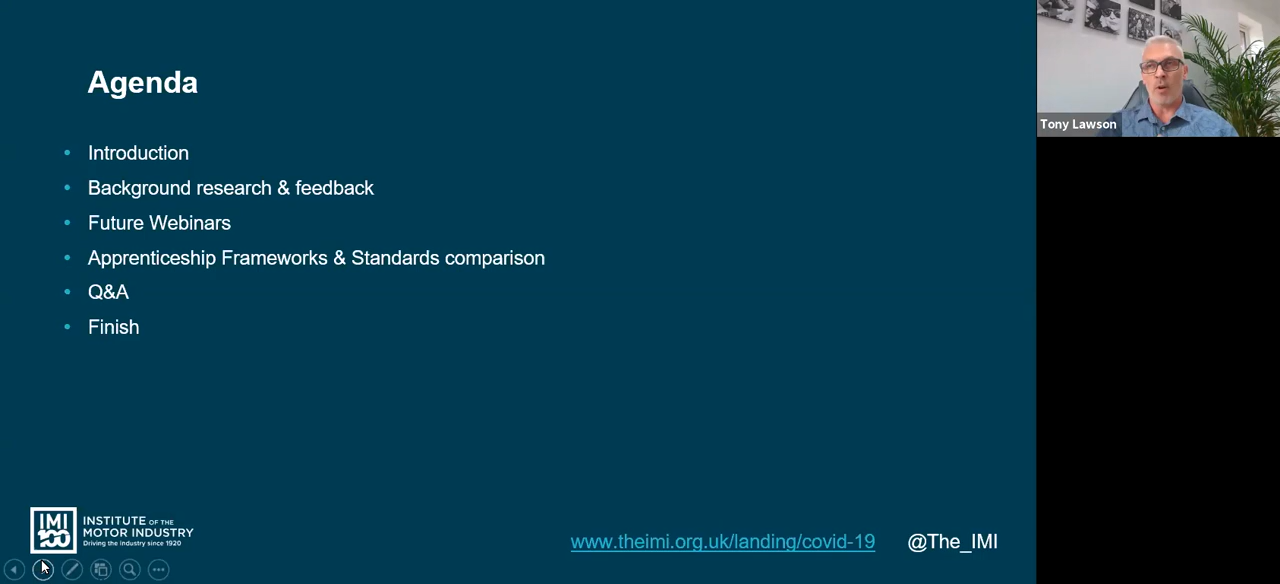 Agenda
Introduction
Background research & feedback
Future Webinars
Apprenticeship Frameworks & Standards comparison
Q&A
Finish
Tony Lawson
IMI
100
INSTITUTE OF THE
MOTOR INDUSTRY
Driving the industry since 1920
www.theimi.org.uk/landing/covid-19
@The_IMI